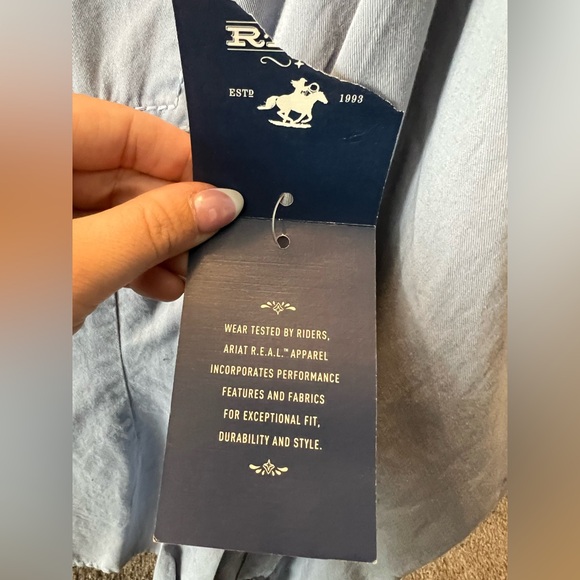 ESTD 1993
WEAR TESTED BY RIDERS,
ARIAT R.E.A.L.™ APPAREL
INCORPORATES PERFORMANCE
FEATURES AND FABRICS
FOR EXCEPTIONAL FIT,
DURABILITY AND STYLE.